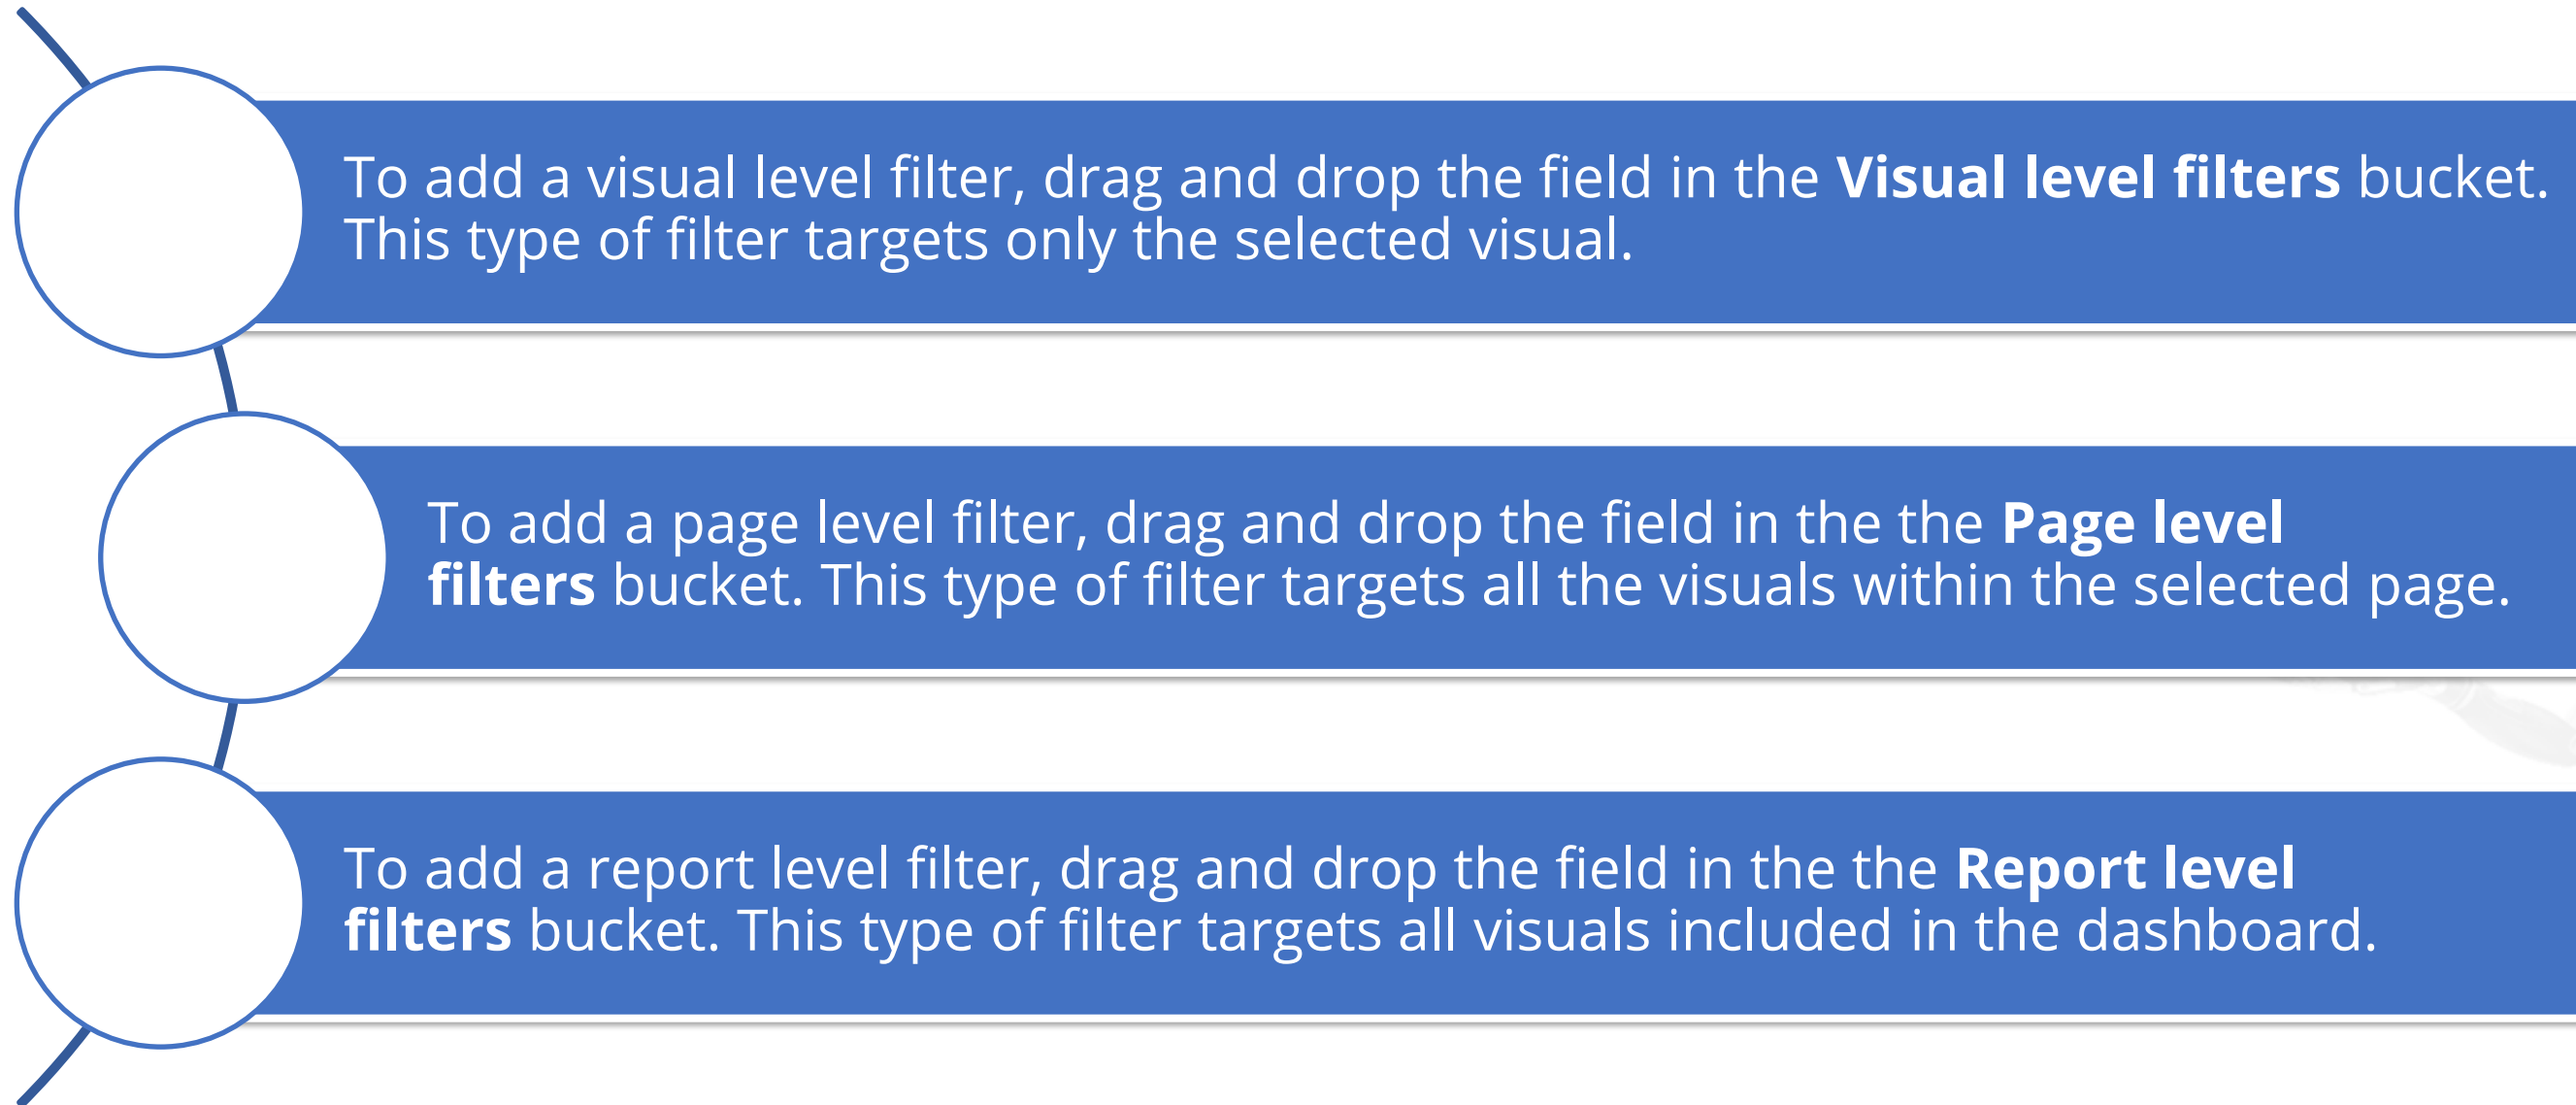 To add a visual level filter, drag and drop the field in the Visual level filters bucket.
This type of filter targets only the selected visual.
To add a page level filter, drag and drop the field in the the Page level
filters bucket. This type of filter targets all the visuals within the selected page.
To add a report level filter, drag and drop the field in the the Report level
filters bucket. This type of filter targets all visuals included in the dashboard.